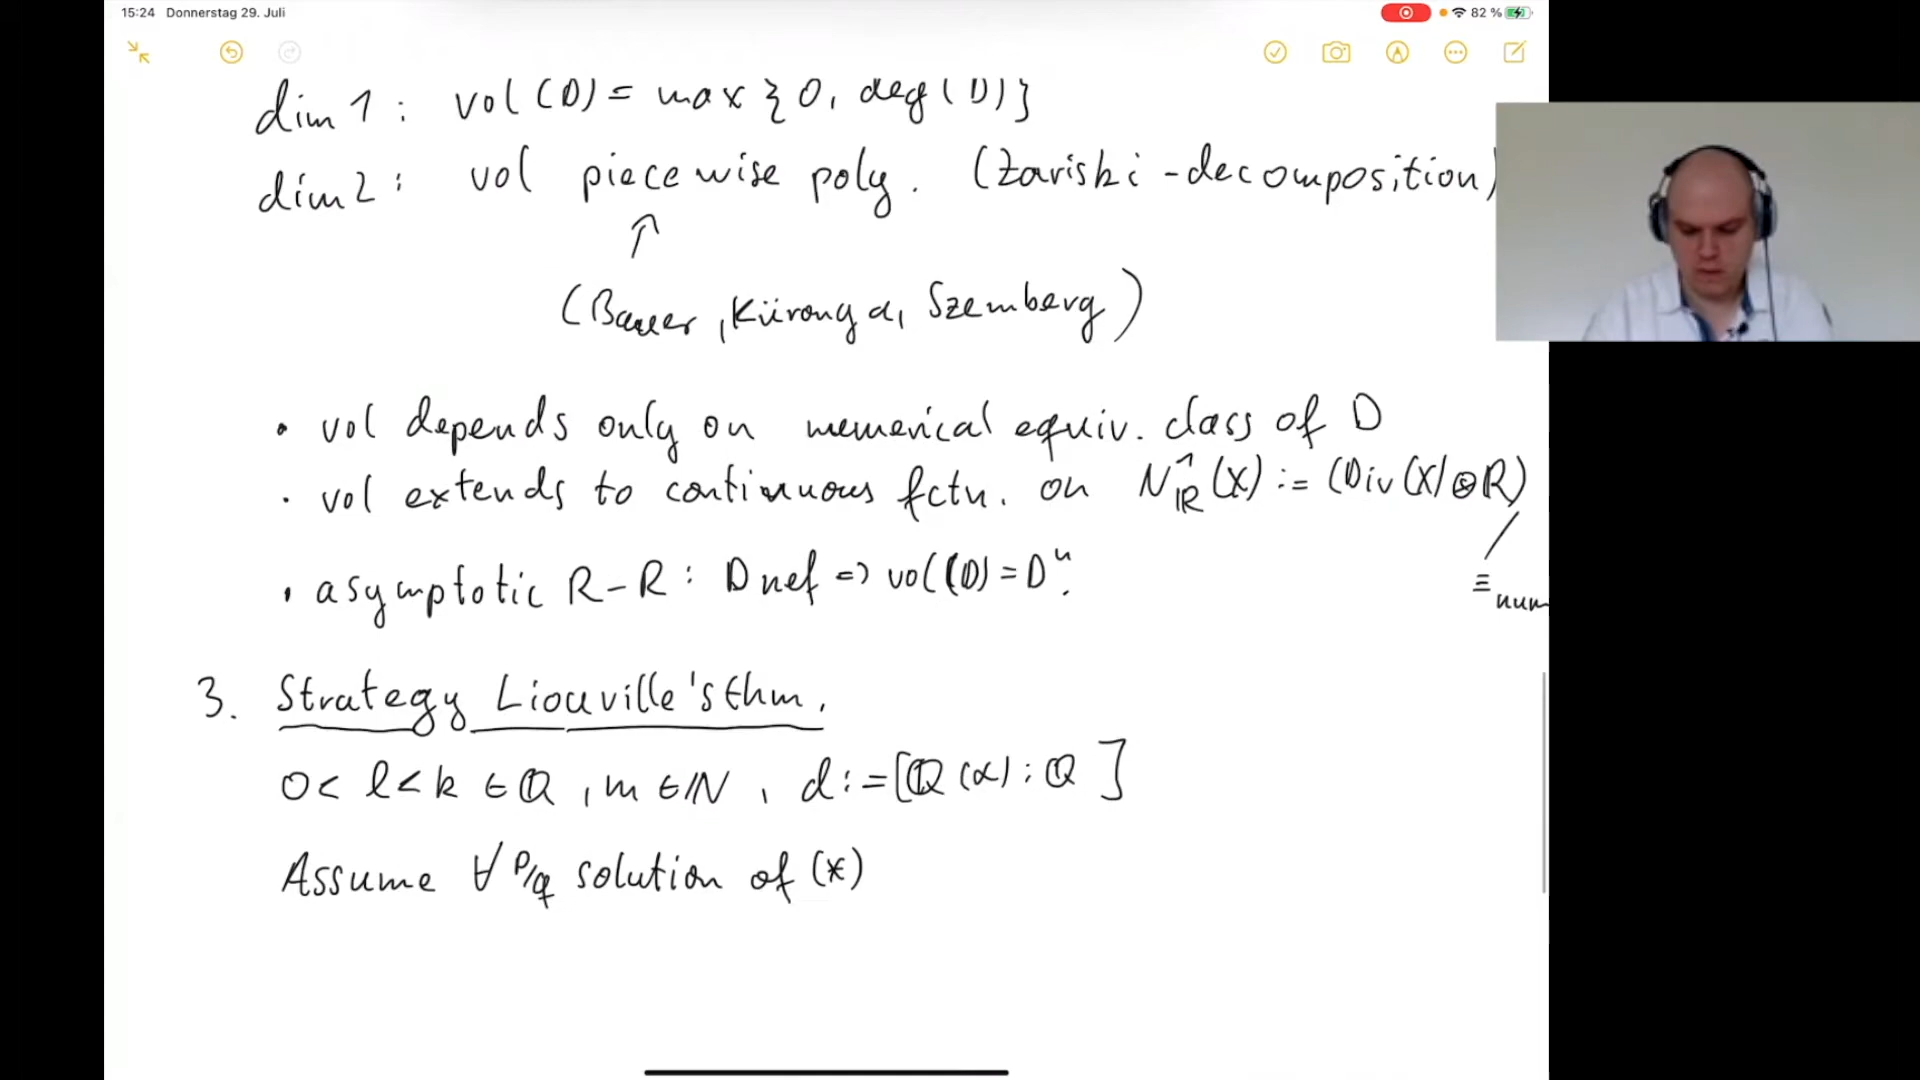 15:24 Donnerstag 29. Juli
82 %
dim 1 : vol (D) = max { 0, deg (D) }
dim 2 : vol piecewise poly. (Zariski-decomposition)
↑
(Bauer, Küronya, Szemberg)
• vol depends only on numerical equiv. class of D
• vol extends to continuous fctn. on N¹_ℝ (X) := (Div(X) ⊗ R) / ≡num
• asymptotic R-R : D nef => vol(D) = Dⁿ.
3. Strategy Liouville's thm.
0 < l < k ∈ ℚ , m ∈ ℕ , d := [ℚ(α) : ℚ]
Assume ∀ p/q solution of (*)